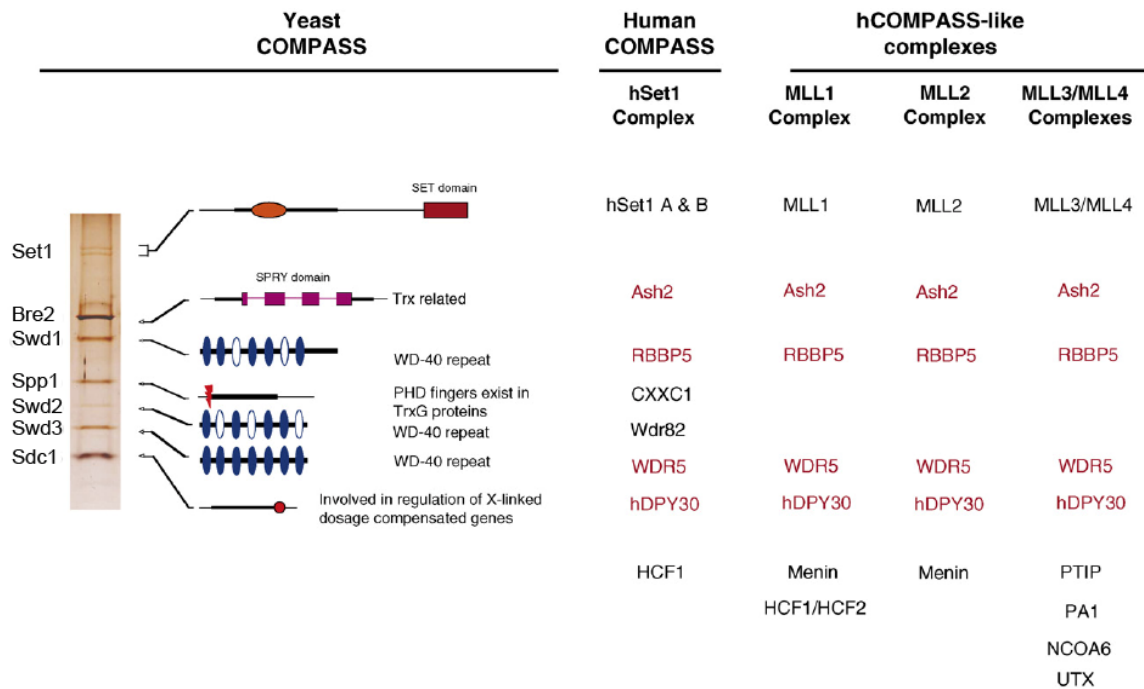 Yeast
COMPASS
Human
COMPASS
hCOMPASS-like
complexes
hSet1
Complex
MLL1
Complex
MLL2
Complex
MLL3/MLL4
Complexes
SET domain
hSet1 A & B
MLL1
MLL2
MLL3/MLL4
Set1
SPRY domain
Trx related
Ash2
Ash2
Ash2
Ash2
Bre2
Swd1
WD-40 repeat
RBBP5
RBBP5
RBBP5
RBBP5
Spp1
PHD fingers exist in
TrxG proteins
CXXC1
Swd2
WD-40 repeat
Wdr82
Swd3
WD-40 repeat
WDR5
WDR5
WDR5
WDR5
Sdc1
Involved in regulation of X-linked
dosage compensated genes
hDPY30
hDPY30
hDPY30
hDPY30
HCF1
Menin
Menin
PTIP
HCF1/HCF2
PA1
NCOA6
UTX